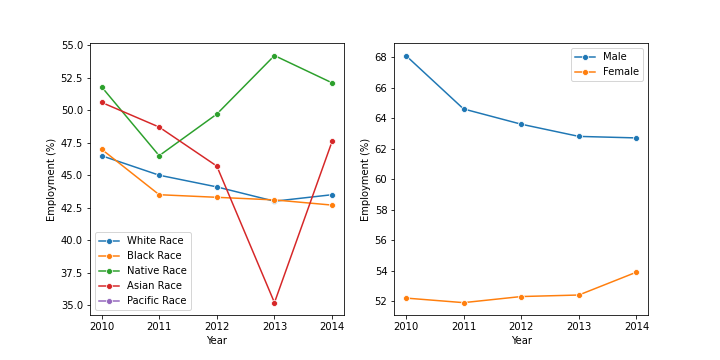 55.0
52.5
50.0
47.5
45.0
42.5
40.0
37.5
35.0
Employment (%)
White Race
Black Race
Native Race
Asian Race
Pacific Race
2010 2011 2012 2013 2014
Year
68
66
64
62
60
58
56
54
52
Employment (%)
Male
Female
2010 2011 2012 2013 2014
Year